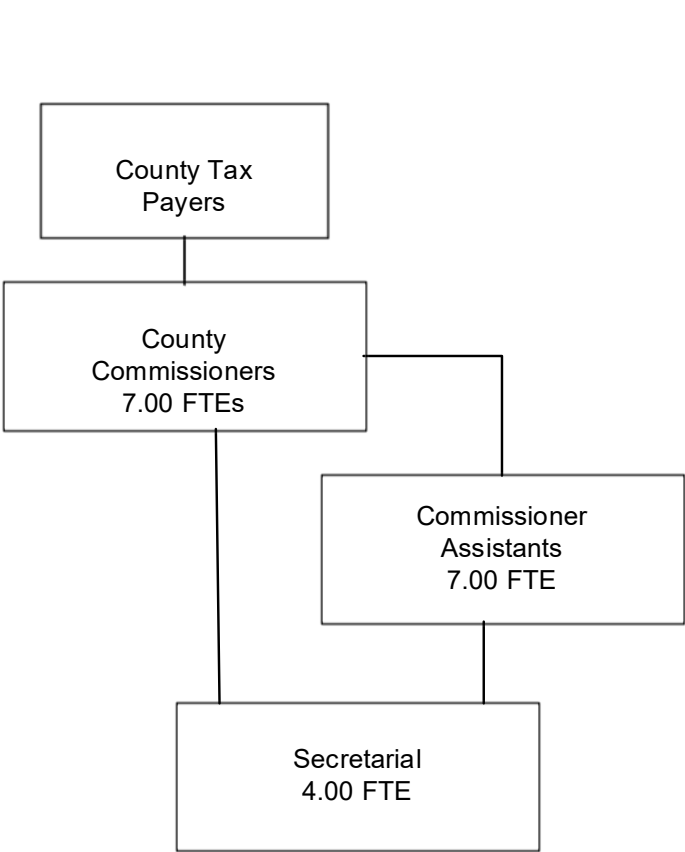 County Tax
Payers
County
Commissioners
7.00 FTEs
Commissioner
Assistants
7.00 FTE
Secretarial
4.00 FTE